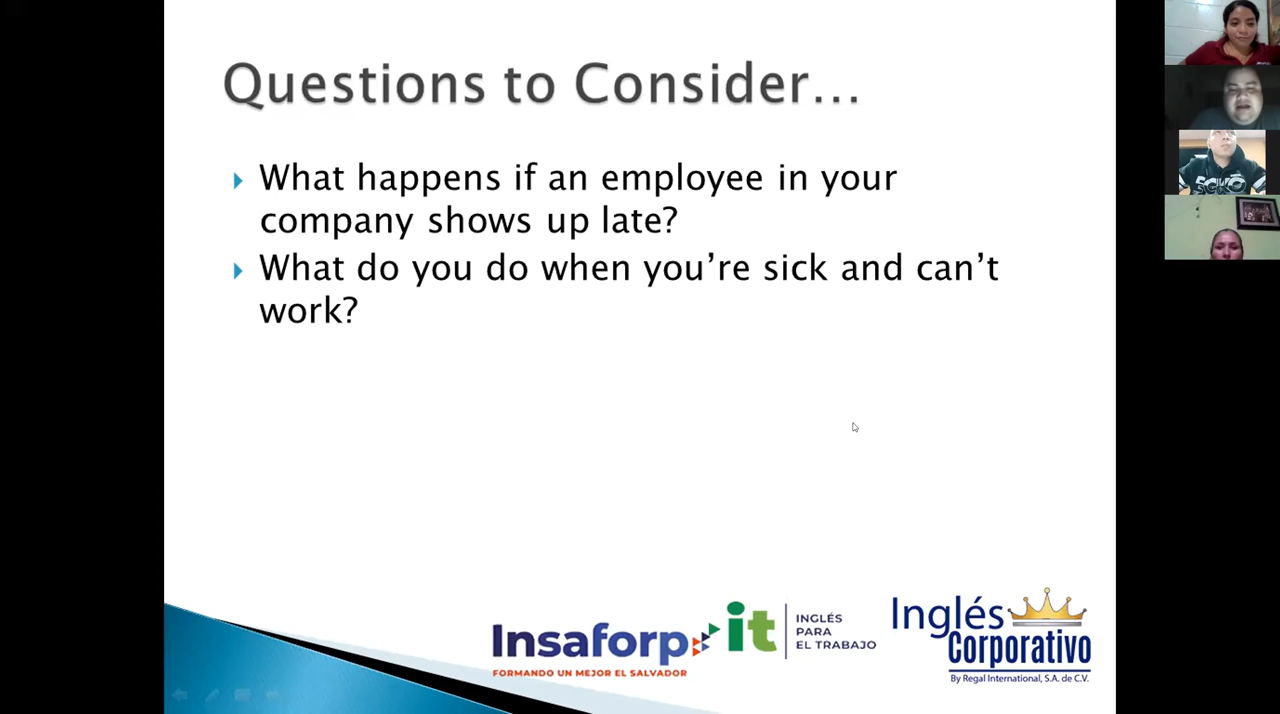 Questions to Consider...
What happens if an employee in your
company shows up late?
What do you do when you're sick and can't
work?
Insaforp
FORMANDO UN MEJOR EL SALVADOR
it
INGLÉS
PARA
EL TRABAJO
Inglés
Corporativo
By Regal International, S.A. de C.V.